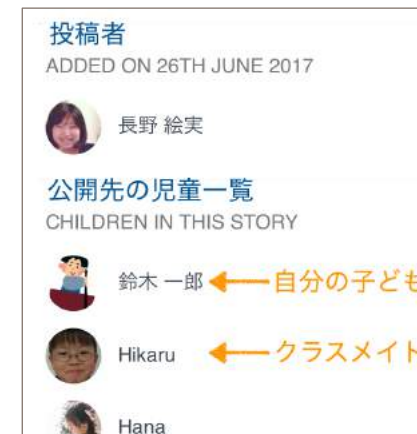 投稿者
ADDED ON 26TH JUNE 2017
長野 絵実
公開先の児童一覧
CHILDREN IN THIS STORY
鈴木 一郎 自分の子ども
Hikaru クラスメイト
Hana